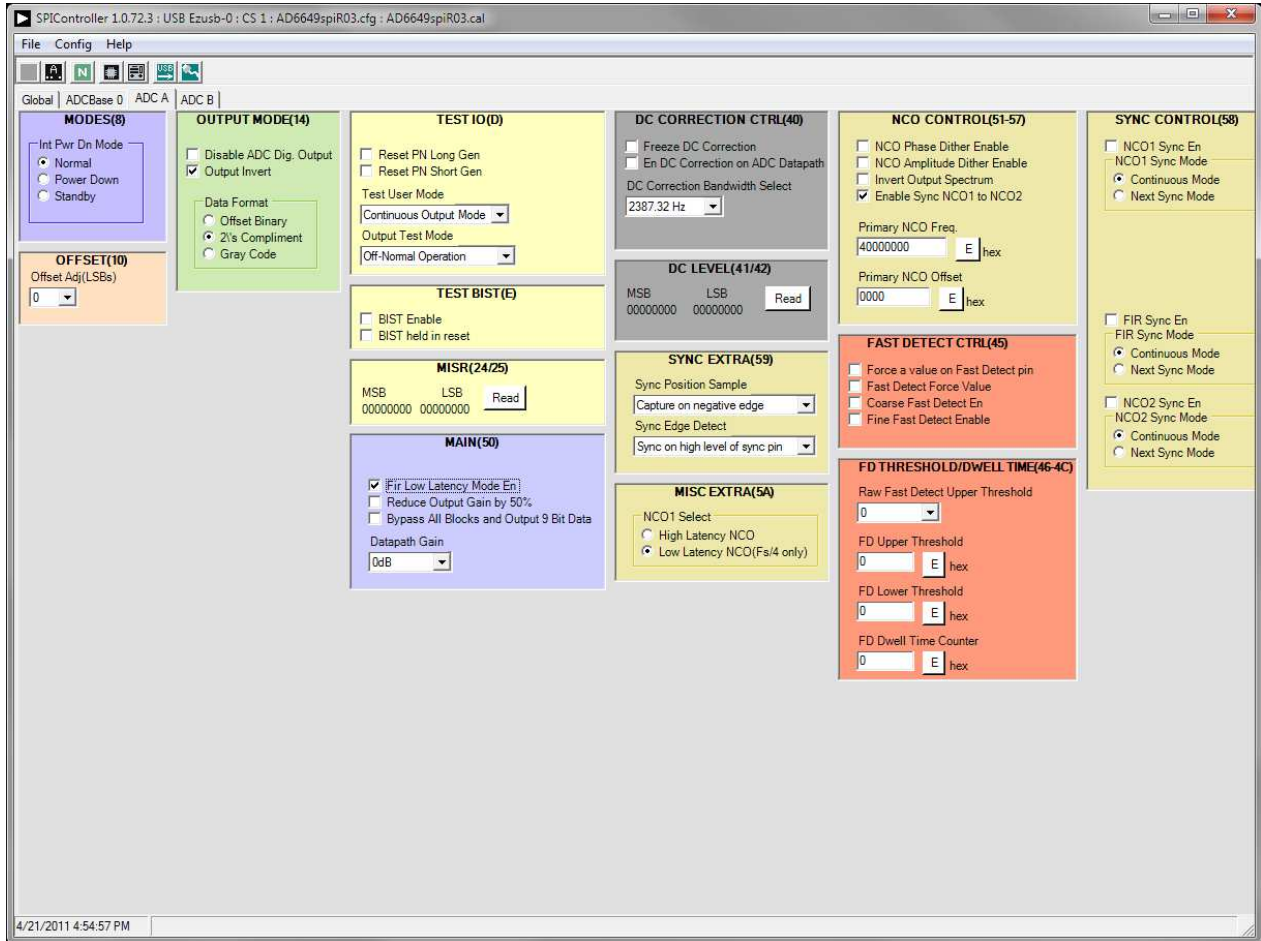 SPIController 1.0.72.3 : USB Ezusb-0 : CS 1 : AD6649spiR03.cfg : AD6649spiR03.cal
File Config Help
A N USB
Global ADCBase 0 ADC A ADC B
MODES(8)
Int Pwr Dn Mode
Normal
Power Down
Standby
OFFSET(10)
Offset Adj(LSBs)
0
OUTPUT MODE(14)
Disable ADC Dig. Output
Output Invert
Data Format
Offset Binary
2\'s Compliment
Gray Code
TEST IO(D)
Reset PN Long Gen
Reset PN Short Gen
Test User Mode
Continuous Output Mode
Output Test Mode
Off-Normal Operation
TEST BIST(E)
BIST Enable
BIST held in reset
MISR(24/25)
MSB LSB Read
00000000 00000000
MAIN(50)
Fir Low Latency Mode En
Reduce Output Gain by 50%
Bypass All Blocks and Output 9 Bit Data
Datapath Gain
0dB
DC CORRECTION CTRL(40)
Freeze DC Correction
En DC Correction on ADC Datapath
DC Correction Bandwidth Select
2387.32 Hz
DC LEVEL(41/42)
MSB LSB Read
00000000 00000000
SYNC EXTRA(59)
Sync Position Sample
Capture on negative edge
Sync Edge Detect
Sync on high level of sync pin
MISC EXTRA(5A)
NCO1 Select
High Latency NCO
Low Latency NCO(Fs/4 only)
NCO CONTROL(51-57)
NCO Phase Dither Enable
NCO Amplitude Dither Enable
Invert Output Spectrum
Enable Sync NCO1 to NCO2
Primary NCO Freq.
40000000 E hex
Primary NCO Offset
0000 E hex
FAST DETECT CTRL(45)
Force a value on Fast Detect pin
Fast Detect Force Value
Coarse Fast Detect En
Fine Fast Detect Enable
FD THRESHOLD/DWELL TIME(46-4C)
Raw Fast Detect Upper Threshold
0
FD Upper Threshold
0 E hex
FD Lower Threshold
0 E hex
FD Dwell Time Counter
0 E hex
SYNC CONTROL(58)
NCO1 Sync En
NCO1 Sync Mode
Continuous Mode
Next Sync Mode
FIR Sync En
FIR Sync Mode
Continuous Mode
Next Sync Mode
NCO2 Sync En
NCO2 Sync Mode
Continuous Mode
Next Sync Mode
4/21/2011 4:54:57 PM